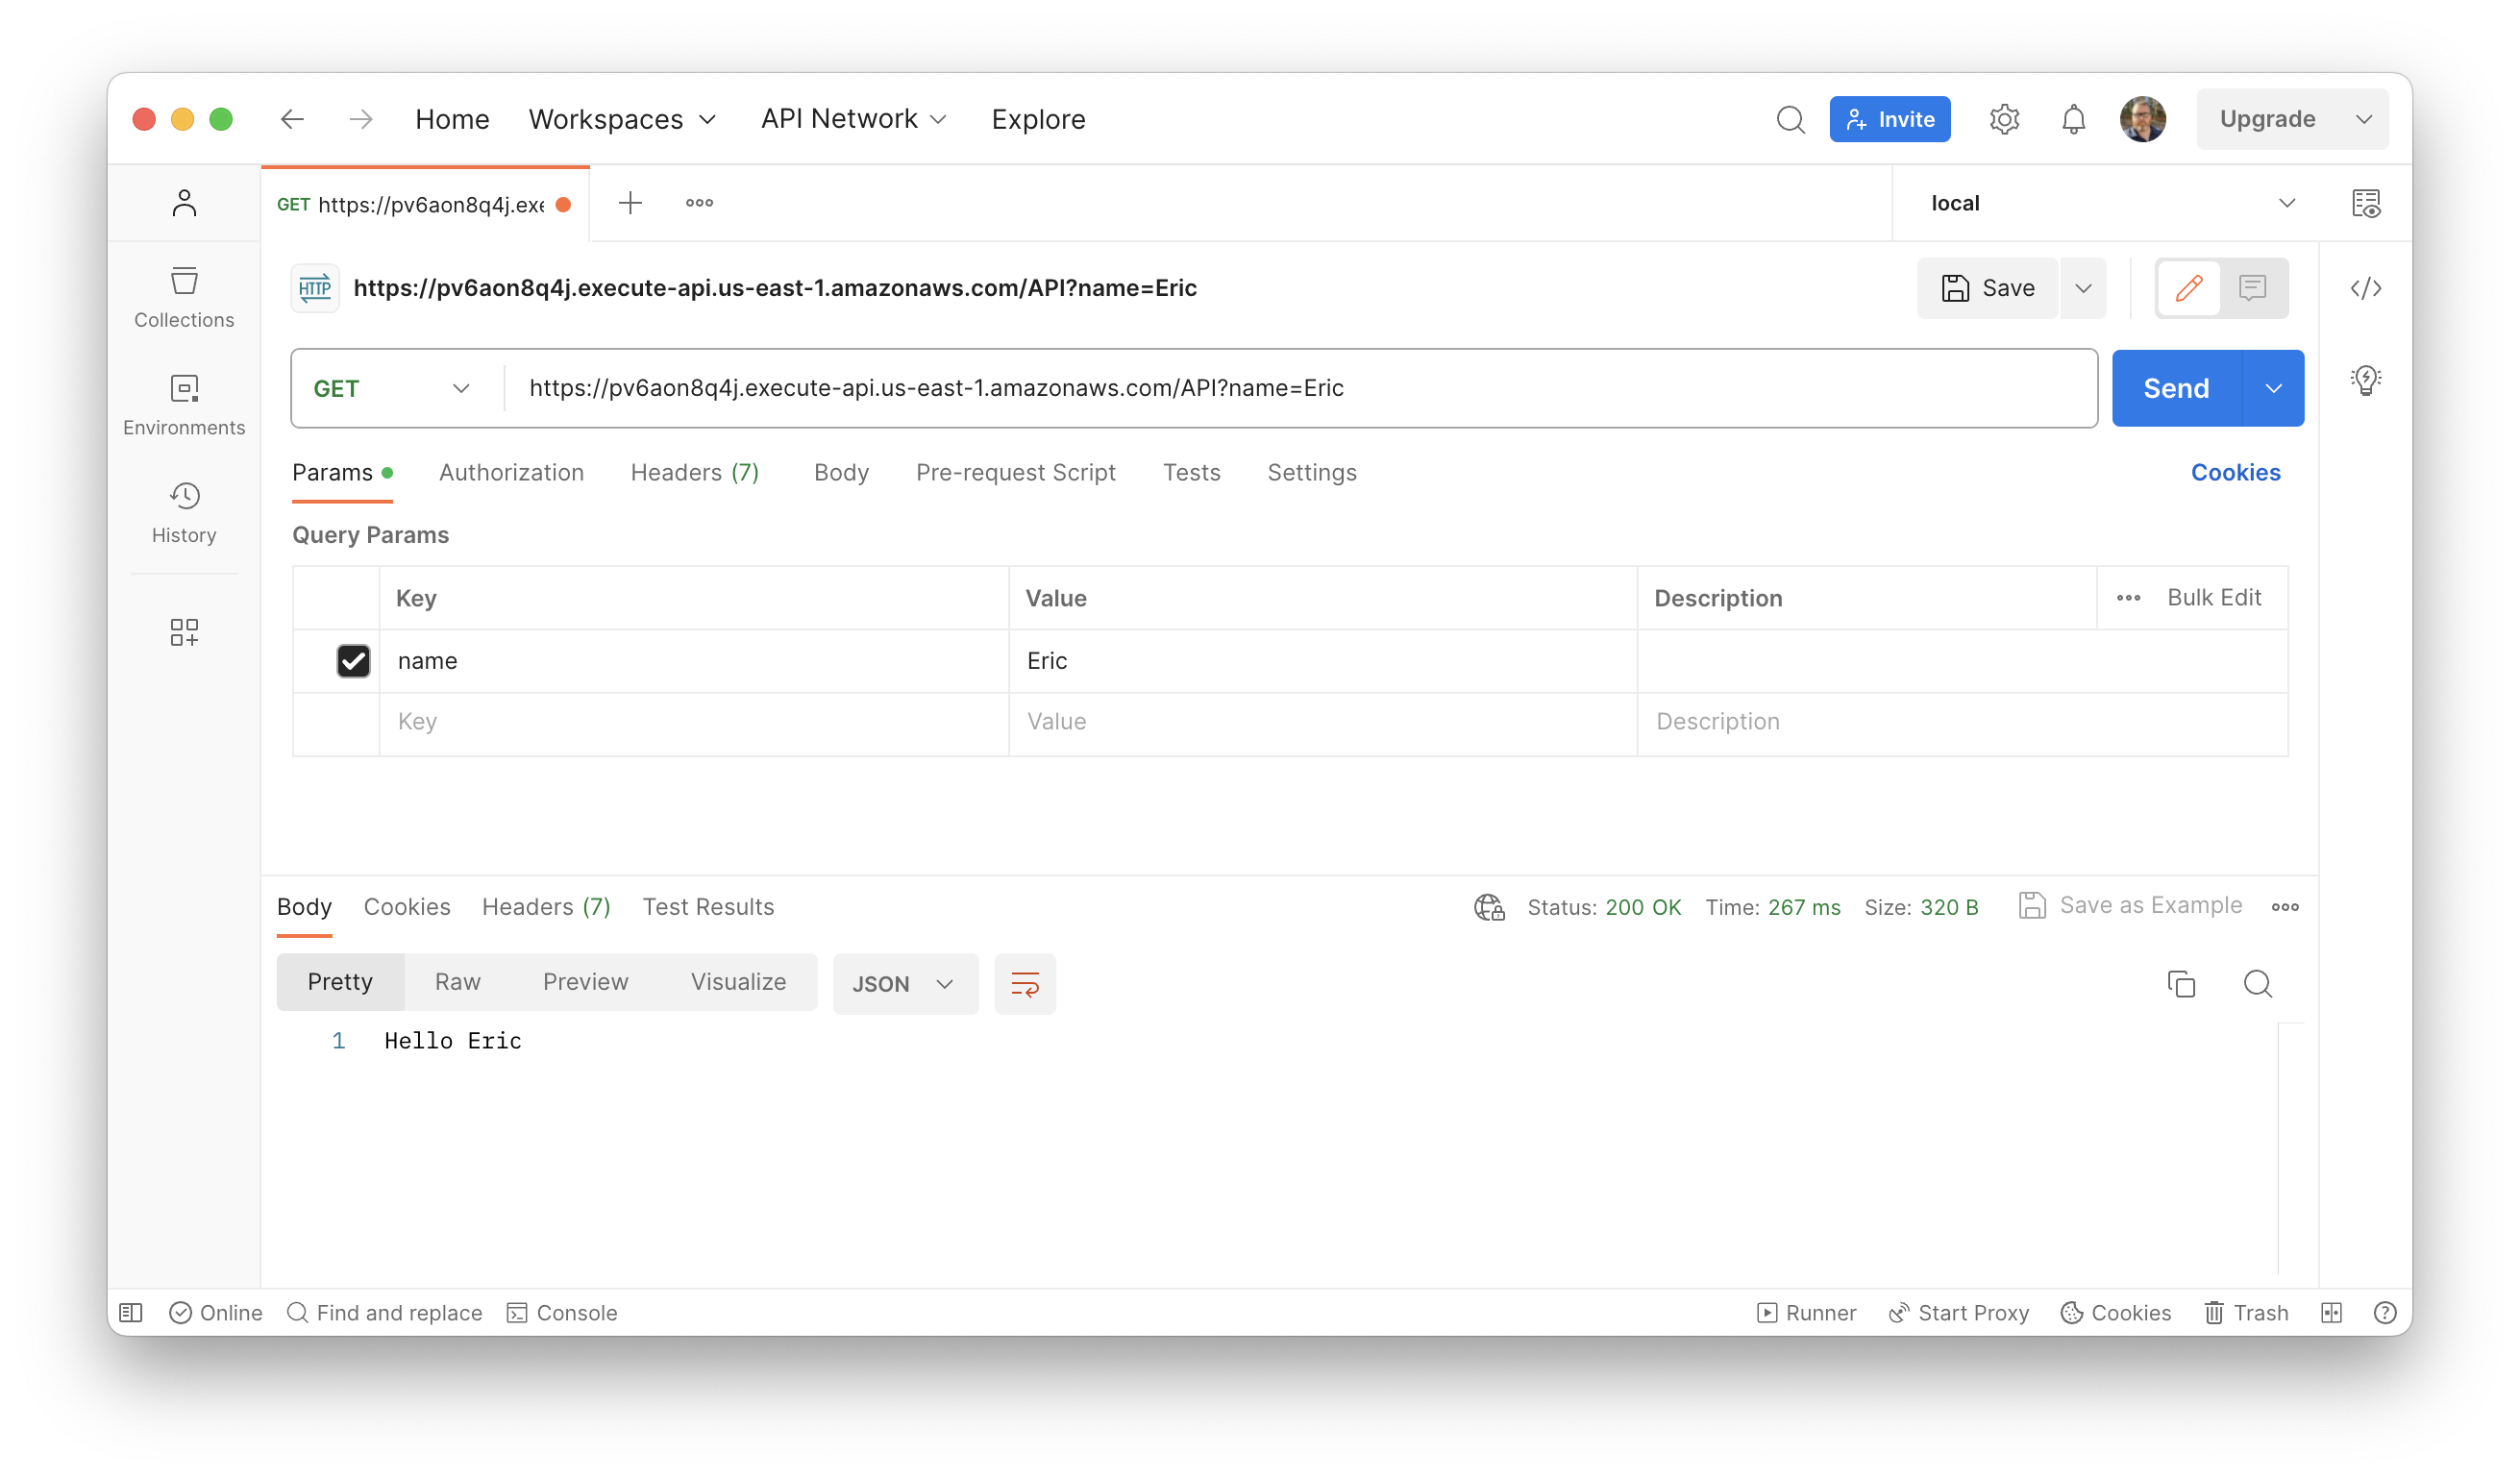 Home Workspaces API Network Explore Invite Upgrade
GET https://pv6aon8q4j.exe local
HTTP https://pv6aon8q4j.execute-api.us-east-1.amazonaws.com/API?name=Eric Save
Collections
GET https://pv6aon8q4j.execute-api.us-east-1.amazonaws.com/API?name=Eric Send
Environments
Params Authorization Headers (7) Body Pre-request Script Tests Settings Cookies
History
Query Params
Key Value Description Bulk Edit
name Eric
Key Value Description
Body Cookies Headers (7) Test Results Status: 200 OK Time: 267 ms Size: 320 B Save as Example
Pretty Raw Preview Visualize JSON
1 Hello Eric
Online Find and replace Console Runner Start Proxy Cookies Trash